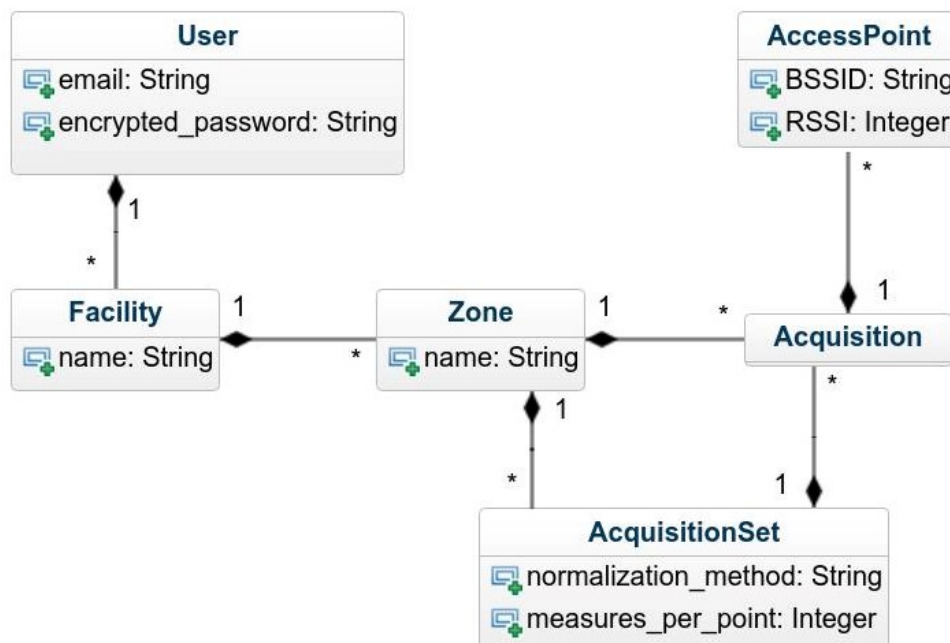 User
email: String
encrypted_password: String
AccessPoint
BSSID: String
RSSI: Integer
1
*
*
1
Facility
name: String
1
*
Zone
name: String
1
*
Acquisition
1
*
*
1
AcquisitionSet
normalization_method: String
measures_per_point: Integer